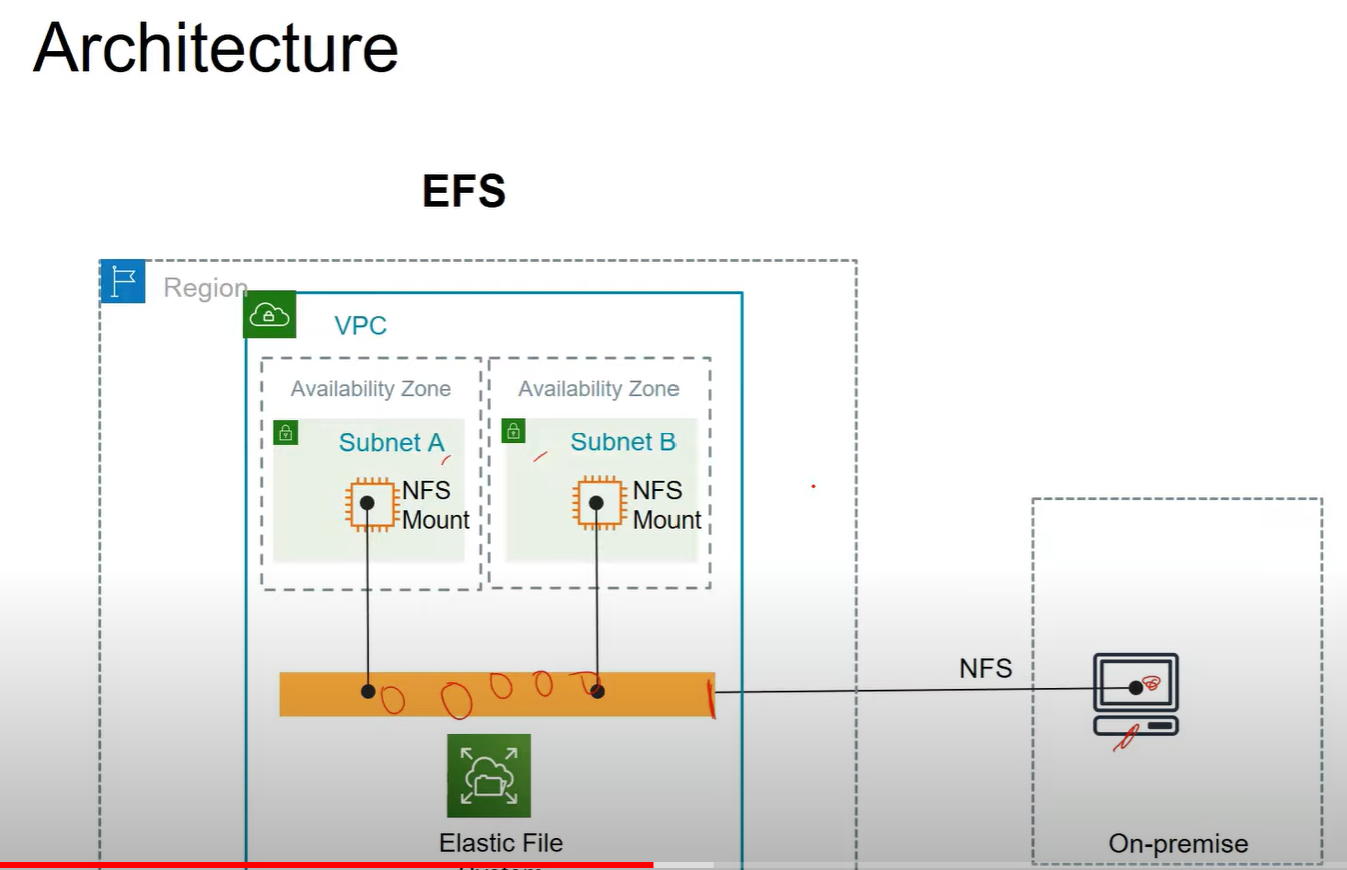 Architecture
EFS
Region
VPC
Availability Zone
Availability Zone
Subnet A
Subnet B
NFS
Mount
NFS
Mount
NFS
Elastic File
On-premise